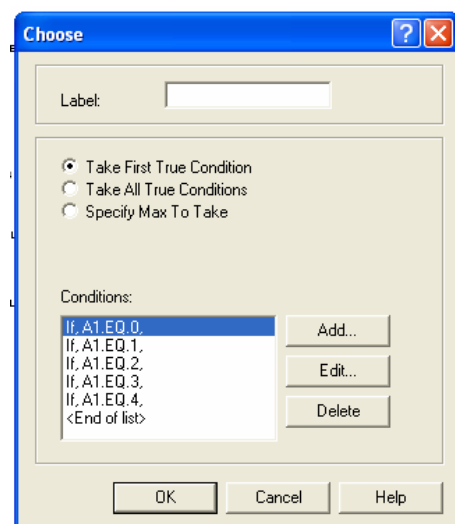 Choose
Label:
Take First True Condition
Take All True Conditions
Specify Max To Take
Conditions:
If, A1.EQ.0,
If, A1.EQ.1,
If, A1.EQ.2,
If, A1.EQ.3,
If, A1.EQ.4,
<End of list>
Add...
Edit...
Delete
OK Cancel Help